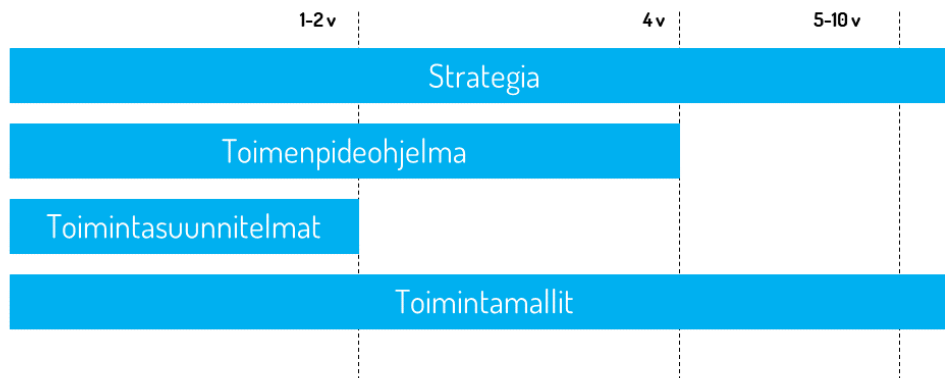 1-2 v
4 v
5-10 v
Strategia
Toimenpideohjelma
Toimintasuunnitelmat
Toimintamallit